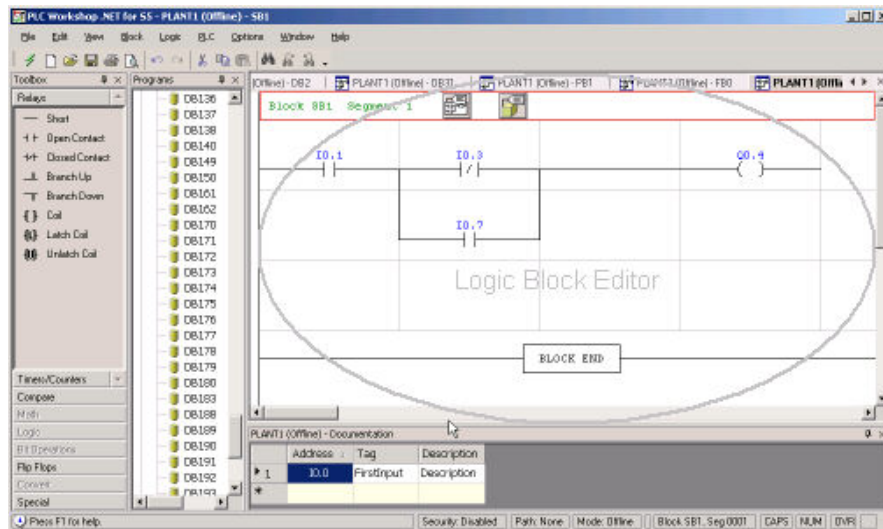 PLC Workshop .NET for S5 - PLANT1 (Offline) - SB1
File Edit View Block Logic PLC Options Window Help
Toolbox
Relays
Short
Open Contact
Closed Contact
Branch Up
Branch Down
Coil
Latch Coil
Unlatch Coil
Timers/Counters
Compare
Math
Logic
Bit Operations
Flip Flops
Convert
Special
Programs
DB136
DB137
DB138
DB140
DB149
DB150
DB161
DB162
DB170
DB171
DB172
DB173
DB174
DB175
DB176
DB177
DB178
DB179
DB180
DB183
DB188
DB189
DB190
DB191
DB192
DB193
(Offline) - DB2 PLANT1 (Offline) - PB1 PLANT1 (Offline) - FB0 PLANT1 (Offli
Block SB1 Segment 1
I0.1 I0.3 Q0.4
I0.7
Logic Block Editor
BLOCK END
PLANT1 (Offline) - Documentation
Address Tag Description
1 I0.0 FirstInput Description
Press F1 for help.
Security: Disabled Path: None Mode: Offline Block SB1, Seg 0001 CAPS NUM OVR